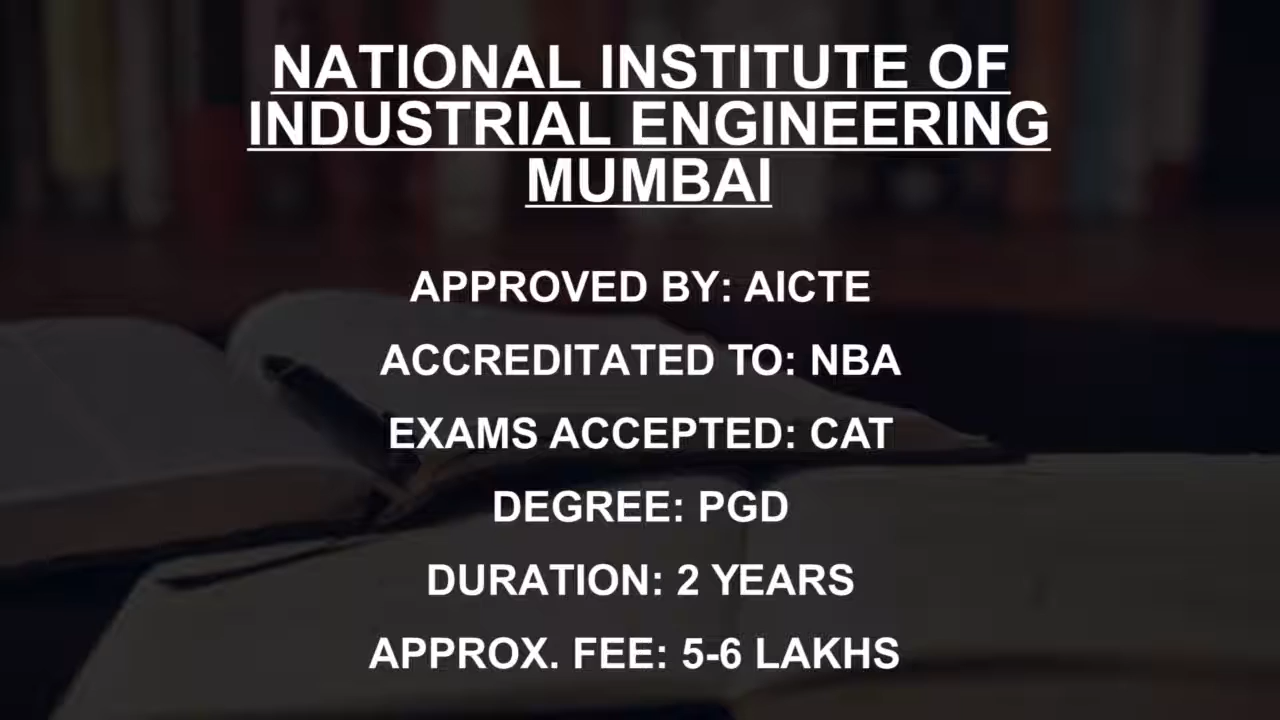 NATIONAL INSTITUTE OF
INDUSTRIAL ENGINEERING
MUMBAI
APPROVED BY: AICTE
ACCREDITATED TO: NBA
EXAMS ACCEPTED: CAT
DEGREE: PGD
DURATION: 2 YEARS
APPROX. FEE: 5-6 LAKHS